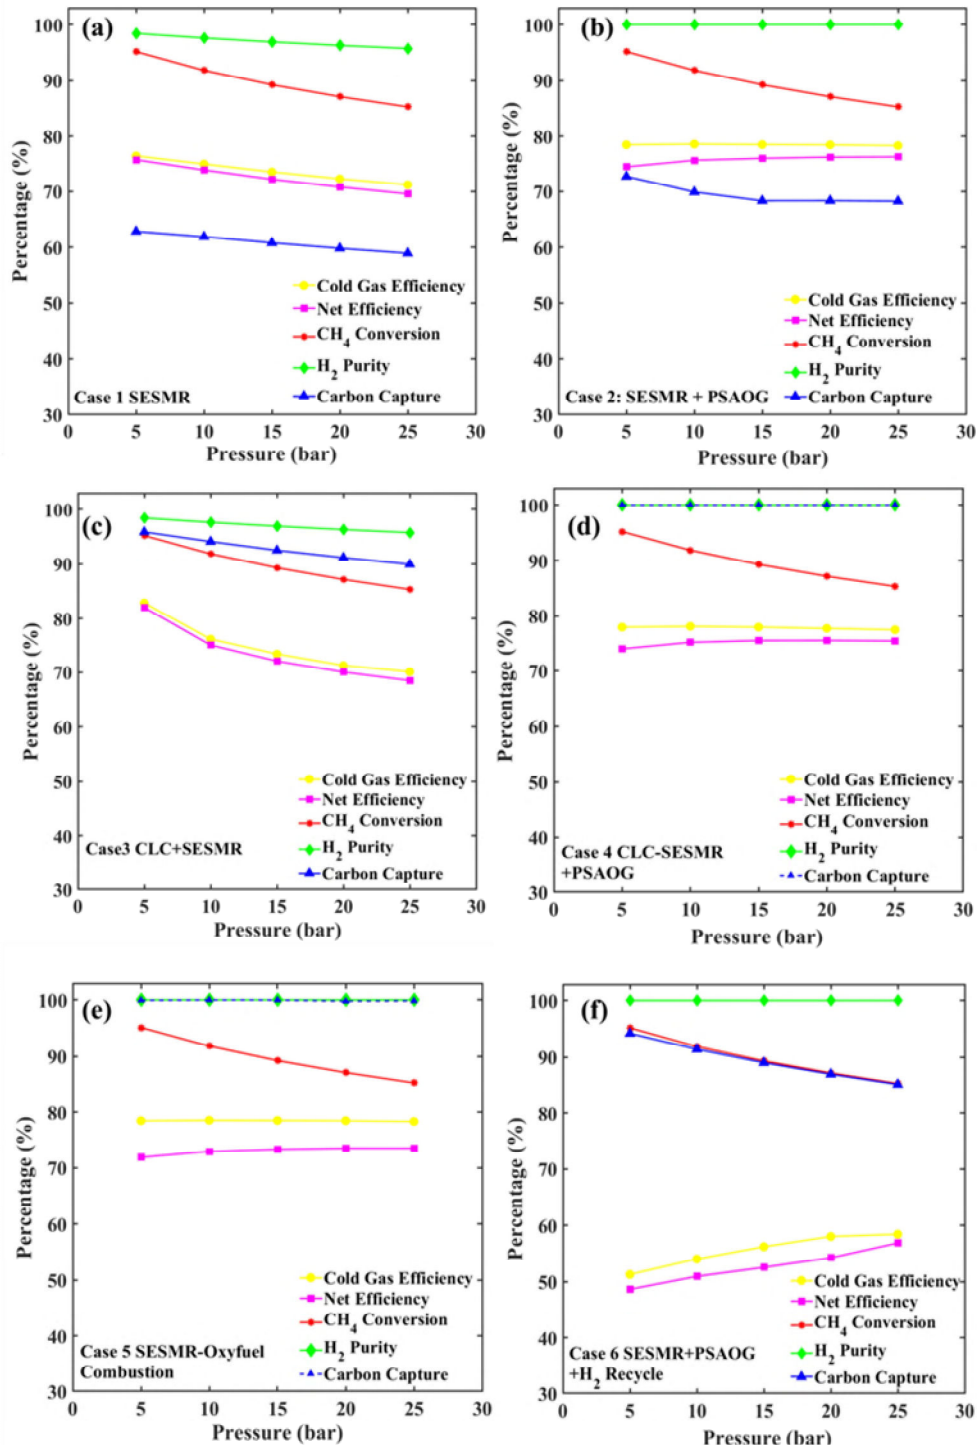 (a)
100
90
80
70
60
50
40
30
Percentage (%)
Cold Gas Efficiency
Net Efficiency
CH4 Conversion
H2 Purity
Carbon Capture
Case 1 SESMR
0 5 10 15 20 25 30
Pressure (bar)
(b)
100
90
80
70
60
50
40
30
Percentage (%)
Cold Gas Efficiency
Net Efficiency
CH4 Conversion
H2 Purity
Carbon Capture
Case 2: SESMR + PSAOG
0 5 10 15 20 25 30
Pressure (bar)
(c)
100
90
80
70
60
50
40
30
Percentage (%)
Cold Gas Efficiency
Net Efficiency
CH4 Conversion
H2 Purity
Carbon Capture
Case3 CLC+SESMR
0 5 10 15 20 25 30
Pressure (bar)
(d)
100
90
80
70
60
50
40
30
Percentage (%)
Cold Gas Efficiency
Net Efficiency
CH4 Conversion
H2 Purity
Carbon Capture
Case 4 CLC-SESMR
+PSAOG
0 5 10 15 20 25 30
Pressure (bar)
(e)
100
90
80
70
60
50
40
30
Percentage (%)
Cold Gas Efficiency
Net Efficiency
CH4 Conversion
H2 Purity
Carbon Capture
Case 5 SESMR-Oxyfuel
Combustion
0 5 10 15 20 25 30
Pressure (bar)
(f)
100
90
80
70
60
50
40
30
Percentage (%)
Cold Gas Efficiency
Net Efficiency
CH4 Conversion
H2 Purity
Carbon Capture
Case 6 SESMR+PSAOG
+H2 Recycle
0 5 10 15 20 25 30
Pressure (bar)